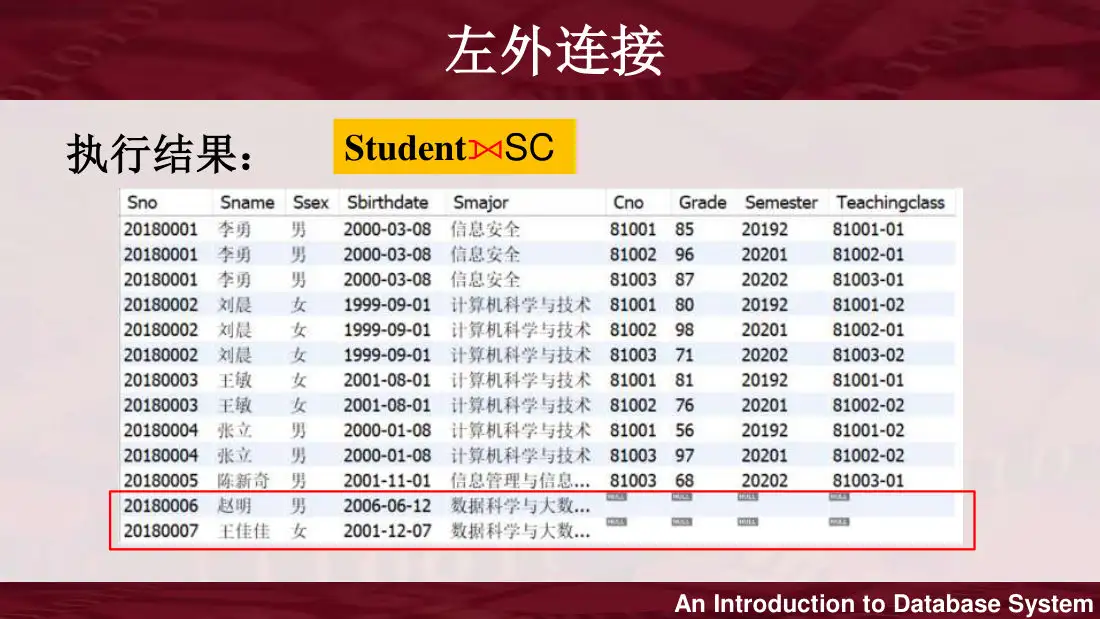 左外连接
执行结果：
Student⟕SC
Sno Sname Ssex Sbirthdate Smajor Cno Grade Semester Teachingclass
20180001 李勇 男 2000-03-08 信息安全 81001 85 20192 81001-01
20180001 李勇 男 2000-03-08 信息安全 81002 96 20201 81002-01
20180001 李勇 男 2000-03-08 信息安全 81003 87 20202 81003-01
20180002 刘晨 女 1999-09-01 计算机科学与技术 81001 80 20192 81001-02
20180002 刘晨 女 1999-09-01 计算机科学与技术 81002 98 20201 81002-01
20180002 刘晨 女 1999-09-01 计算机科学与技术 81003 71 20202 81003-02
20180003 王敏 女 2001-08-01 计算机科学与技术 81001 81 20192 81001-01
20180003 王敏 女 2001-08-01 计算机科学与技术 81002 76 20201 81002-02
20180004 张立 男 2000-01-08 计算机科学与技术 81001 56 20192 81001-02
20180004 张立 男 2000-01-08 计算机科学与技术 81003 97 20201 81002-02
20180005 陈新奇 男 2001-11-01 信息管理与信息... 81003 68 20202 81003-01
20180006 赵明 男 2006-06-12 数据科学与大数... NULL NULL NULL NULL
20180007 王佳佳 女 2001-12-07 数据科学与大数... NULL NULL NULL NULL
An Introduction to Database System